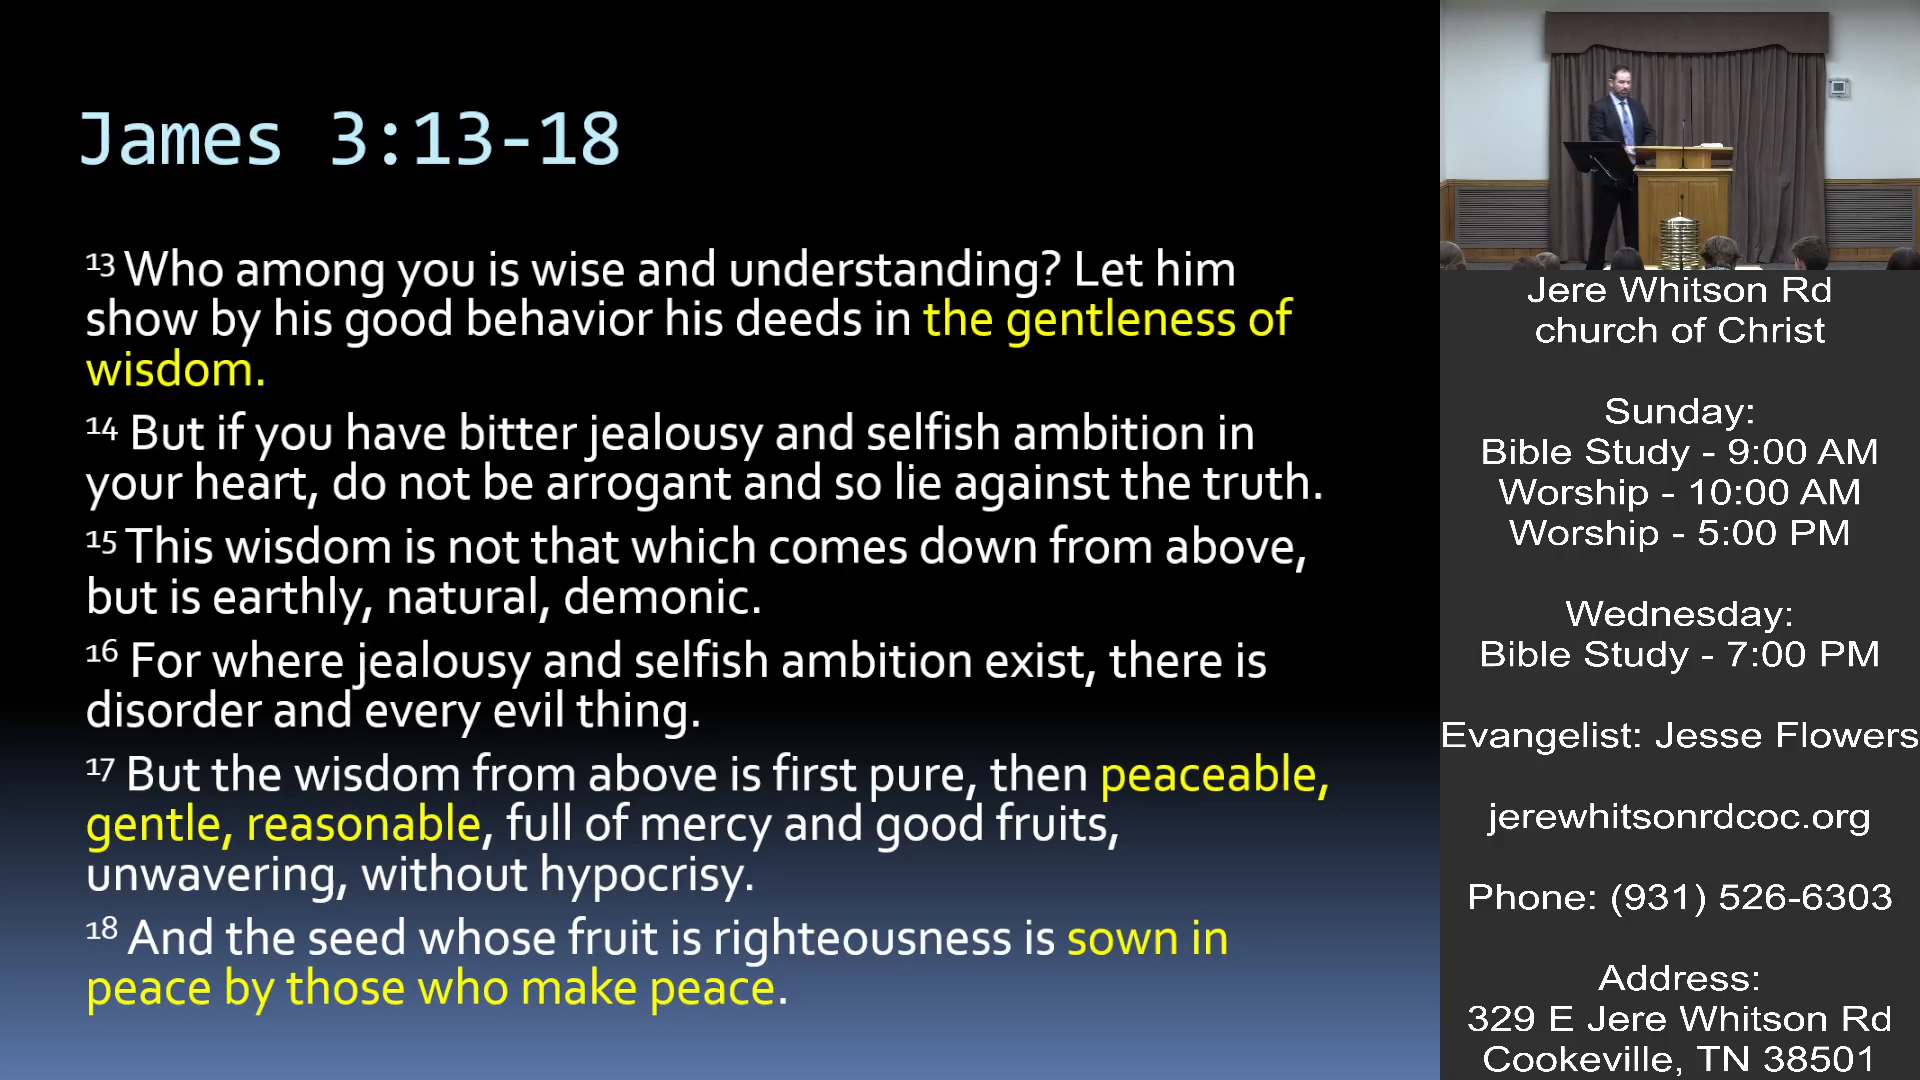 James 3:13-18
13 Who among you is wise and understanding? Let him
show by his good behavior his deeds in the gentleness of
wisdom.
14 But if you have bitter jealousy and selfish ambition in
your heart, do not be arrogant and so lie against the truth.
15 This wisdom is not that which comes down from above,
but is earthly, natural, demonic.
16 For where jealousy and selfish ambition exist, there is
disorder and every evil thing.
17 But the wisdom from above is first pure, then peaceable,
gentle, reasonable, full of mercy and good fruits,
unwavering, without hypocrisy.
18 And the seed whose fruit is righteousness is sown in
peace by those who make peace.
Jere Whitson Rd
church of Christ
Sunday:
Bible Study - 9:00 AM
Worship - 10:00 AM
Worship - 5:00 PM
Wednesday:
Bible Study - 7:00 PM
Evangelist: Jesse Flowers
jerewhitsonrdcoc.org
Phone: (931) 526-6303
Address:
329 E Jere Whitson Rd
Cookeville, TN 38501